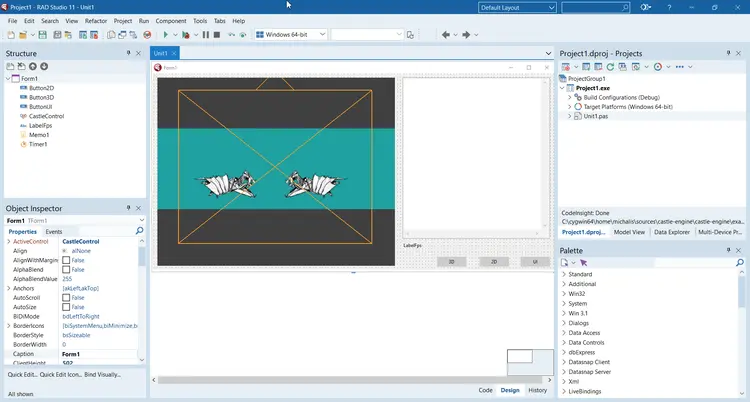 Project1 - RAD Studio 11 - Unit1
Default Layout
File Edit Search View Refactor Project Run Component Tools Tabs Help
Windows 64-bit
Structure
Form1
Button2D
Button3D
ButtonUI
CastleControl
LabelFps
Memo1
Timer1
Object Inspector
Form1 TForm1
Properties Events
ActiveControl CastleControl
Align alNone
AlignWithMargin False
AlphaBlend False
AlphaBlendValue 255
Anchors [akLeft,akTop]
AutoScroll False
AutoSize False
BiDiMode bdLeftToRight
BorderIcons [biSystemMenu,biMinimize,b
BorderStyle bsSizeable
BorderWidth 0
Caption Form1
ClientHeight 502
Quick Edit... Quick Edit Icon... Bind Visually...
All shown
Unit1
Form1
LabelFps
3D 2D UI
Code Design History
Project1.dproj - Projects
ProjectGroup1
Project1.exe
Build Configurations (Debug)
Target Platforms (Windows 64-bit)
Unit1.pas
CodeInsight: Done
C:\cygwin64\home\michalis\sources\castle-engine\castle-engine\exa...
Project1.dproj... Model View Data Explorer Multi-Device Pr...
Palette
Standard
Additional
Win32
System
Win 3.1
Dialogs
Data Access
Data Controls
dbExpress
Datasnap Client
Datasnap Server
Xml
LiveBindings